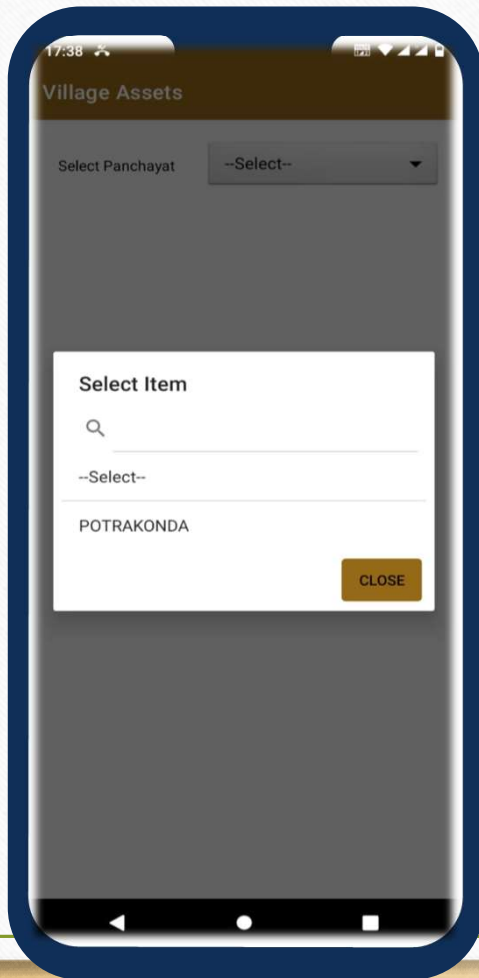 17:38
Village Assets
Select Panchayat --Select--
Select Item
--Select--
POTRAKONDA
CLOSE